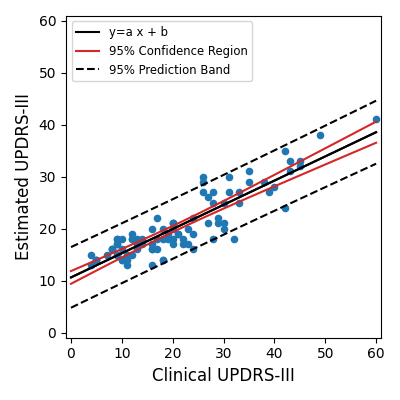 y=a x + b
95% Confidence Region
95% Prediction Band
Estimated UPDRS-III
60
50
40
30
20
10
0
0 10 20 30 40 50 60
Clinical UPDRS-III